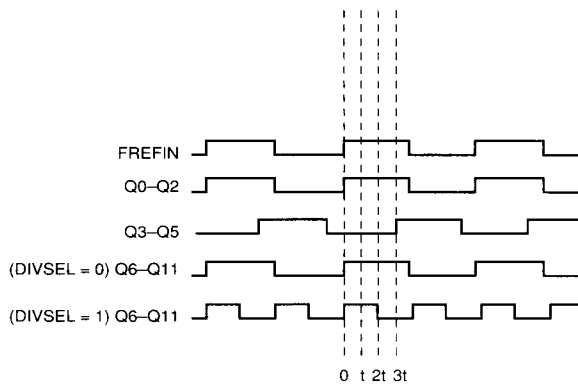 FREFIN
Q0–Q2
Q3–Q5
(DIVSEL = 0) Q6–Q11
(DIVSEL = 1) Q6–Q11
0 t 2t 3t